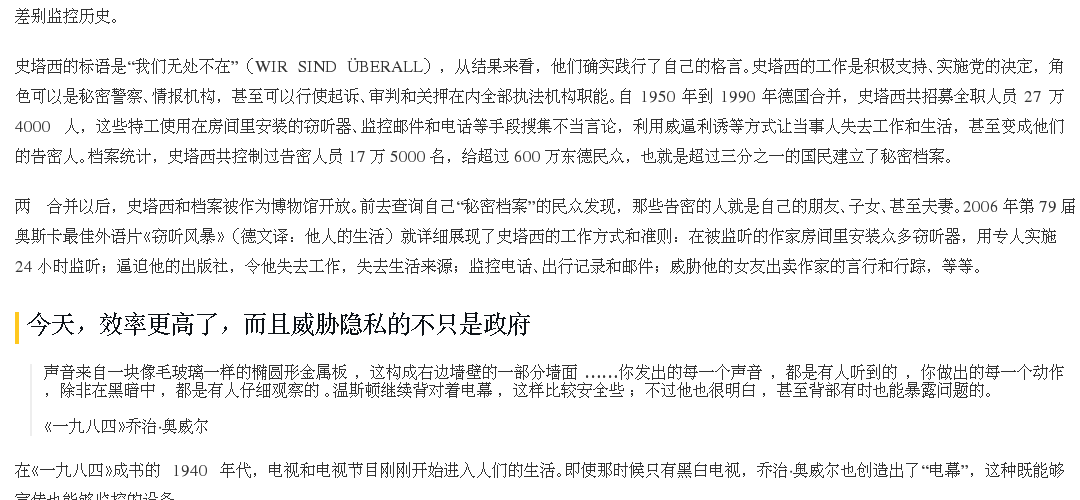 差别监控历史。
史塔西的标语是“我们无处不在”（WIR SIND ÜBERALL），从结果来看，他们确实践行了自己的格言。史塔西的工作是积极支持、实施党的决定，角
色可以是秘密警察、情报机构，甚至可以行使起诉、审判和关押在内全部执法机构职能。自 1950 年到 1990 年德国合并，史塔西共招募全职人员 27 万
4000 人，这些特工使用在房间里安装的窃听器、监控邮件和电话等手段搜集不当言论，利用威逼利诱等方式让当事人失去工作和生活，甚至变成他们
的告密人。档案统计，史塔西共控制过告密人员 17 万 5000 名，给超过 600 万东德民众，也就是超过三分之一的国民建立了秘密档案。
两 合并以后，史塔西和档案被作为博物馆开放。前去查询自己“秘密档案”的民众发现，那些告密的人就是自己的朋友、子女、甚至夫妻。2006 年第 79 届
奥斯卡最佳外语片《窃听风暴》（德文译：他人的生活）就详细展现了史塔西的工作方式和准则：在被监听的作家房间里安装众多窃听器，用专人实施
24 小时监听；逼迫他的出版社，令他失去工作，失去生活来源；监控电话、出行记录和邮件；威胁他的女友出卖作家的言行和行踪，等等。
今天，效率更高了，而且威胁隐私的不只是政府
声音来自一块像毛玻璃一样的椭圆形金属板 ，这构成右边墙壁的一部分墙面 ……你发出的每一个声音 ，都是有人听到的 ，你做出的每一个动作
，除非在黑暗中 ，都是有人仔细观察的 。温斯顿继续背对着电幕 ，这样比较安全些 ；不过他也很明白 ，甚至背部有时也能暴露问题的。
《一九八四》乔治·奥威尔
在《一九八四》成书的 1940 年代，电视和电视节目刚刚开始进入人们的生活。即使那时候只有黑白电视，乔治·奥威尔也创造出了“电幕”，这种既能够
宣传也能够监控的设备